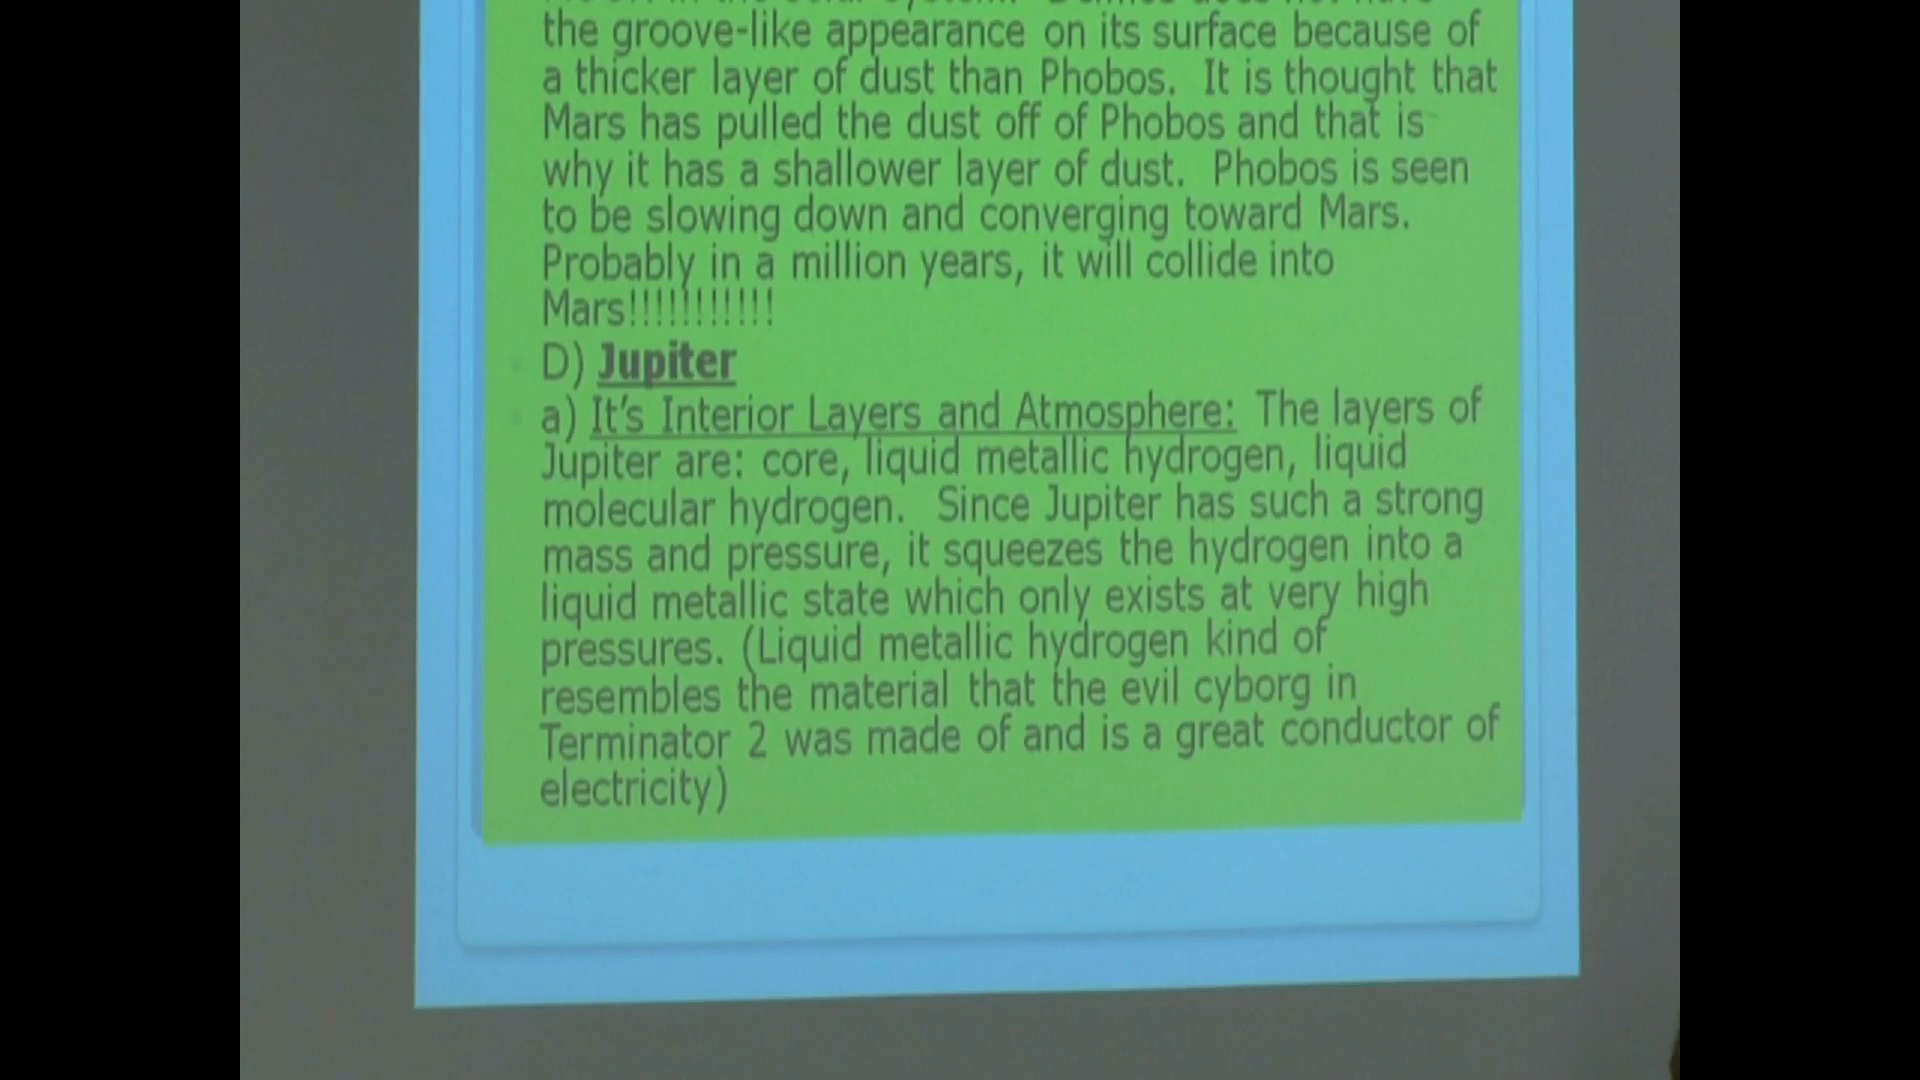 the groove-like appearance on its surface because of
a thicker layer of dust than Phobos. It is thought that
Mars has pulled the dust off of Phobos and that is
why it has a shallower layer of dust. Phobos is seen
to be slowing down and converging toward Mars.
Probably in a million years, it will collide into
Mars!!!!!!!!!!!
D) Jupiter
a) It's Interior Layers and Atmosphere: The layers of
Jupiter are: core, liquid metallic hydrogen, liquid
molecular hydrogen. Since Jupiter has such a strong
mass and pressure, it squeezes the hydrogen into a
liquid metallic state which only exists at very high
pressures. (Liquid metallic hydrogen kind of
resembles the material that the evil cyborg in
Terminator 2 was made of and is a great conductor of
electricity)